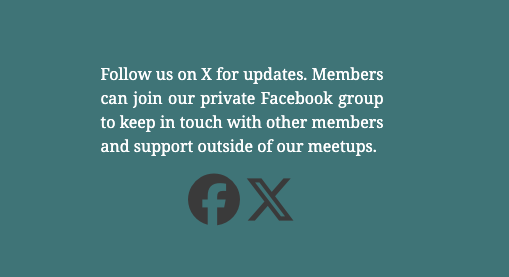 Follow us on X for updates. Members
can join our private Facebook group
to keep in touch with other members
and support outside of our meetups.